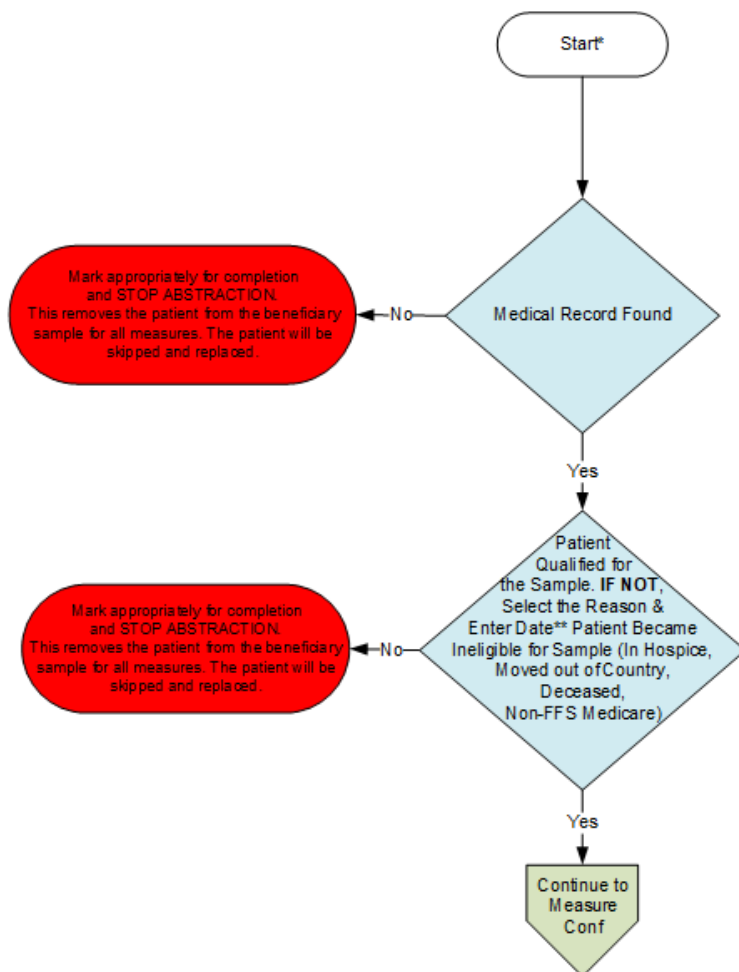 Start*
Medical Record Found
No
Mark appropriately for completion
and STOP ABSTRACTION.
This removes the patient from the beneficiary
sample for all measures. The patient will be
skipped and replaced.
Yes
Patient
Qualified for
the Sample. IF NOT,
Select the Reason &
Enter Date** Patient Became
Ineligible for Sample (In Hospice,
Moved out of Country,
Deceased,
Non-FFS Medicare)
No
Mark appropriately for completion
and STOP ABSTRACTION.
This removes the patient from the beneficiary
sample for all measures. The patient will be
skipped and replaced.
Yes
Continue to
Measure
Conf